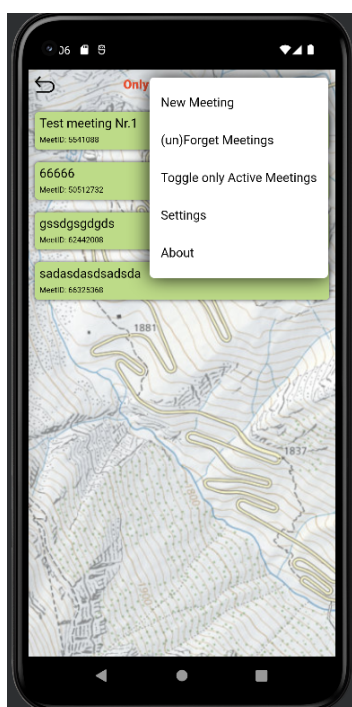 06
Only
New Meeting
Test meeting Nr.1
MeetID: 5541088
(un)Forget Meetings
66666
MeetID: 50512732
Toggle only Active Meetings
gssdgsgdgds
MeetID: 62442008
Settings
About
sadasdasdsadsda
MeetID: 66325368
1881
1837